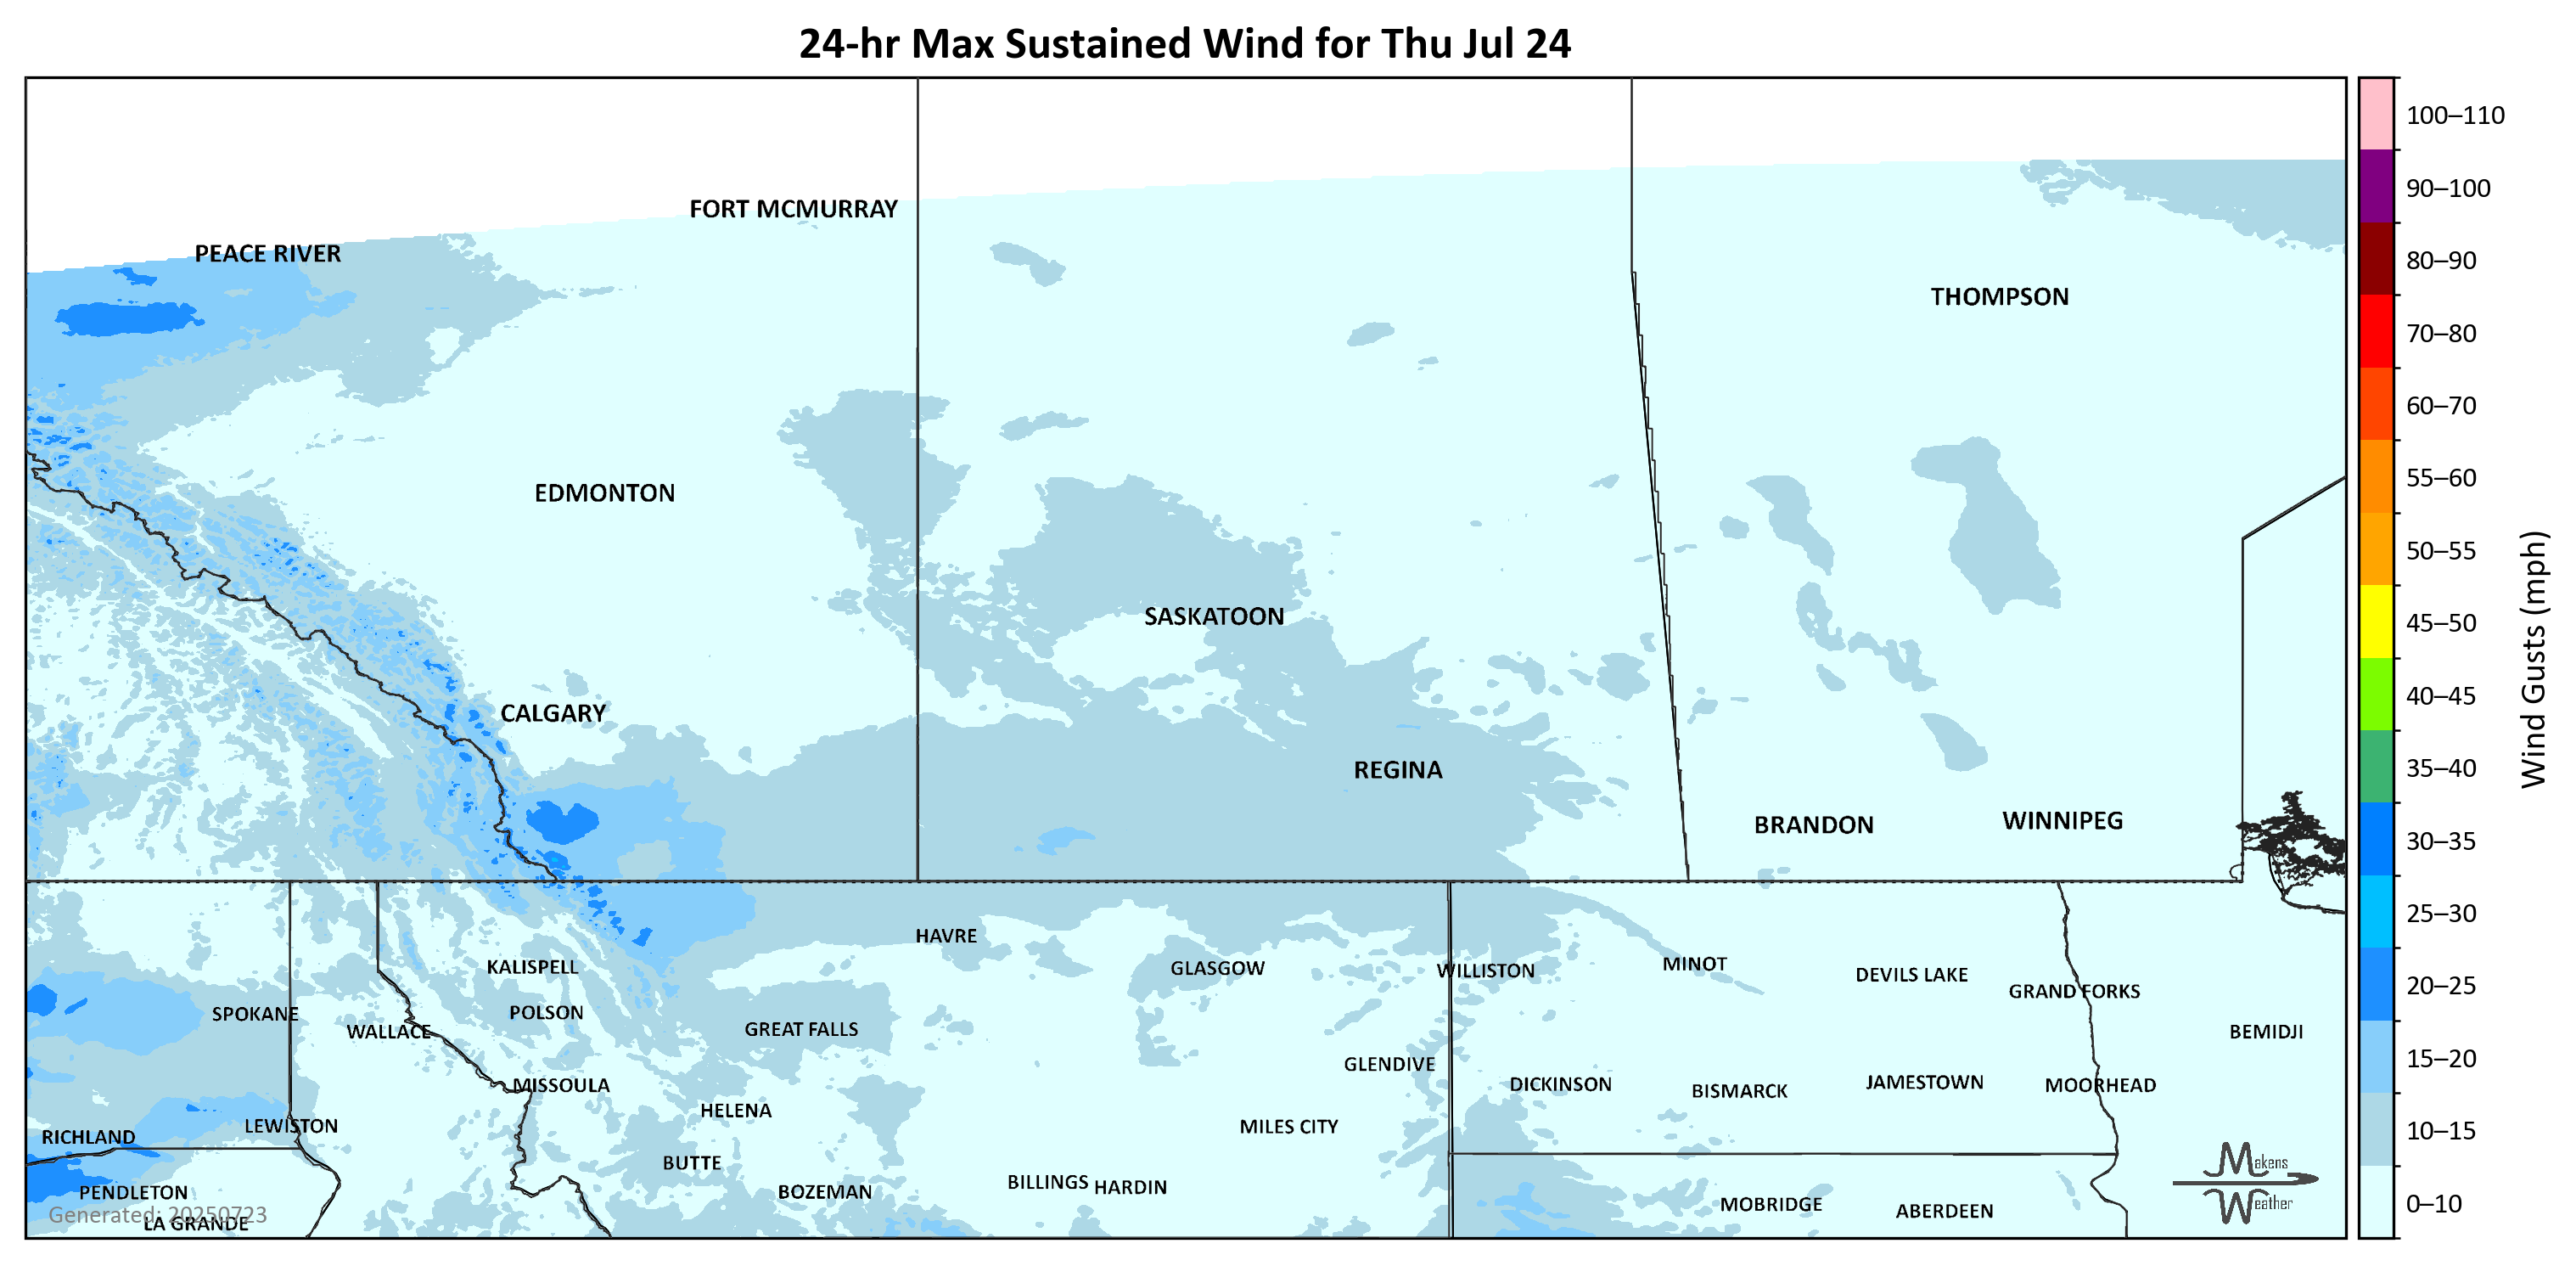 24-hr Max Sustained Wind for Thu Jul 24
FORT MCMURRAY
PEACE RIVER
THOMPSON
EDMONTON
SASKATOON
CALGARY
REGINA
BRANDON
WINNIPEG
HAVRE
KALISPELL
GLASGOW
WILLISTON
MINOT
DEVILS LAKE
GRAND FORKS
SPOKANE
POLSON
WALLACE
GREAT FALLS
BEMIDJI
GLENDIVE
MISSOULA
DICKINSON
BISMARCK
JAMESTOWN
MOORHEAD
HELENA
LEWISTON
MILES CITY
RICHLAND
BUTTE
PENDLETON
BOZEMAN
BILLINGS
HARDIN
MOBRIDGE
ABERDEEN
Generated: 20250723
LA GRANDE
Makens
Weather
100–110
90–100
80–90
70–80
60–70
55–60
50–55
45–50
40–45
35–40
30–35
25–30
20–25
15–20
10–15
0–10
Wind Gusts (mph)